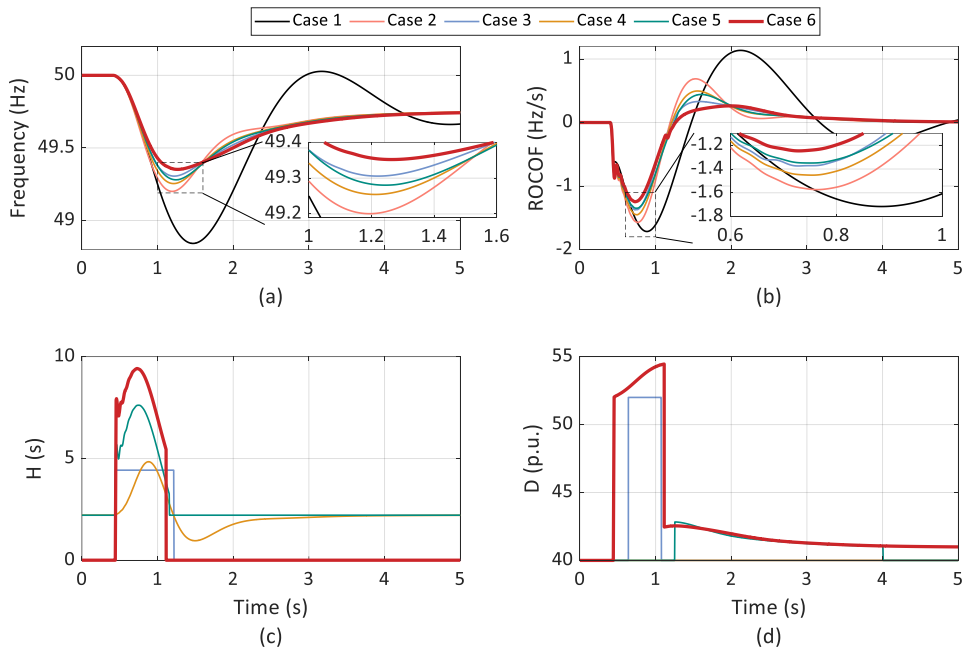 Case 1 Case 2 Case 3 Case 4 Case 5 Case 6
Frequency (Hz)
50
49.5
49
49.4
49.3
49.2
1 1.2 1.4 1.6
0 1 2 3 4 5
(a)
ROCOF (Hz/s)
1
0
-1
-2
-1.2
-1.4
-1.6
-1.8
0.6 0.8 1
0 1 2 3 4 5
(b)
H (s)
10
5
0
0 1 2 3 4 5
Time (s)
(c)
D (p.u.)
55
50
45
40
0 1 2 3 4 5
Time (s)
(d)